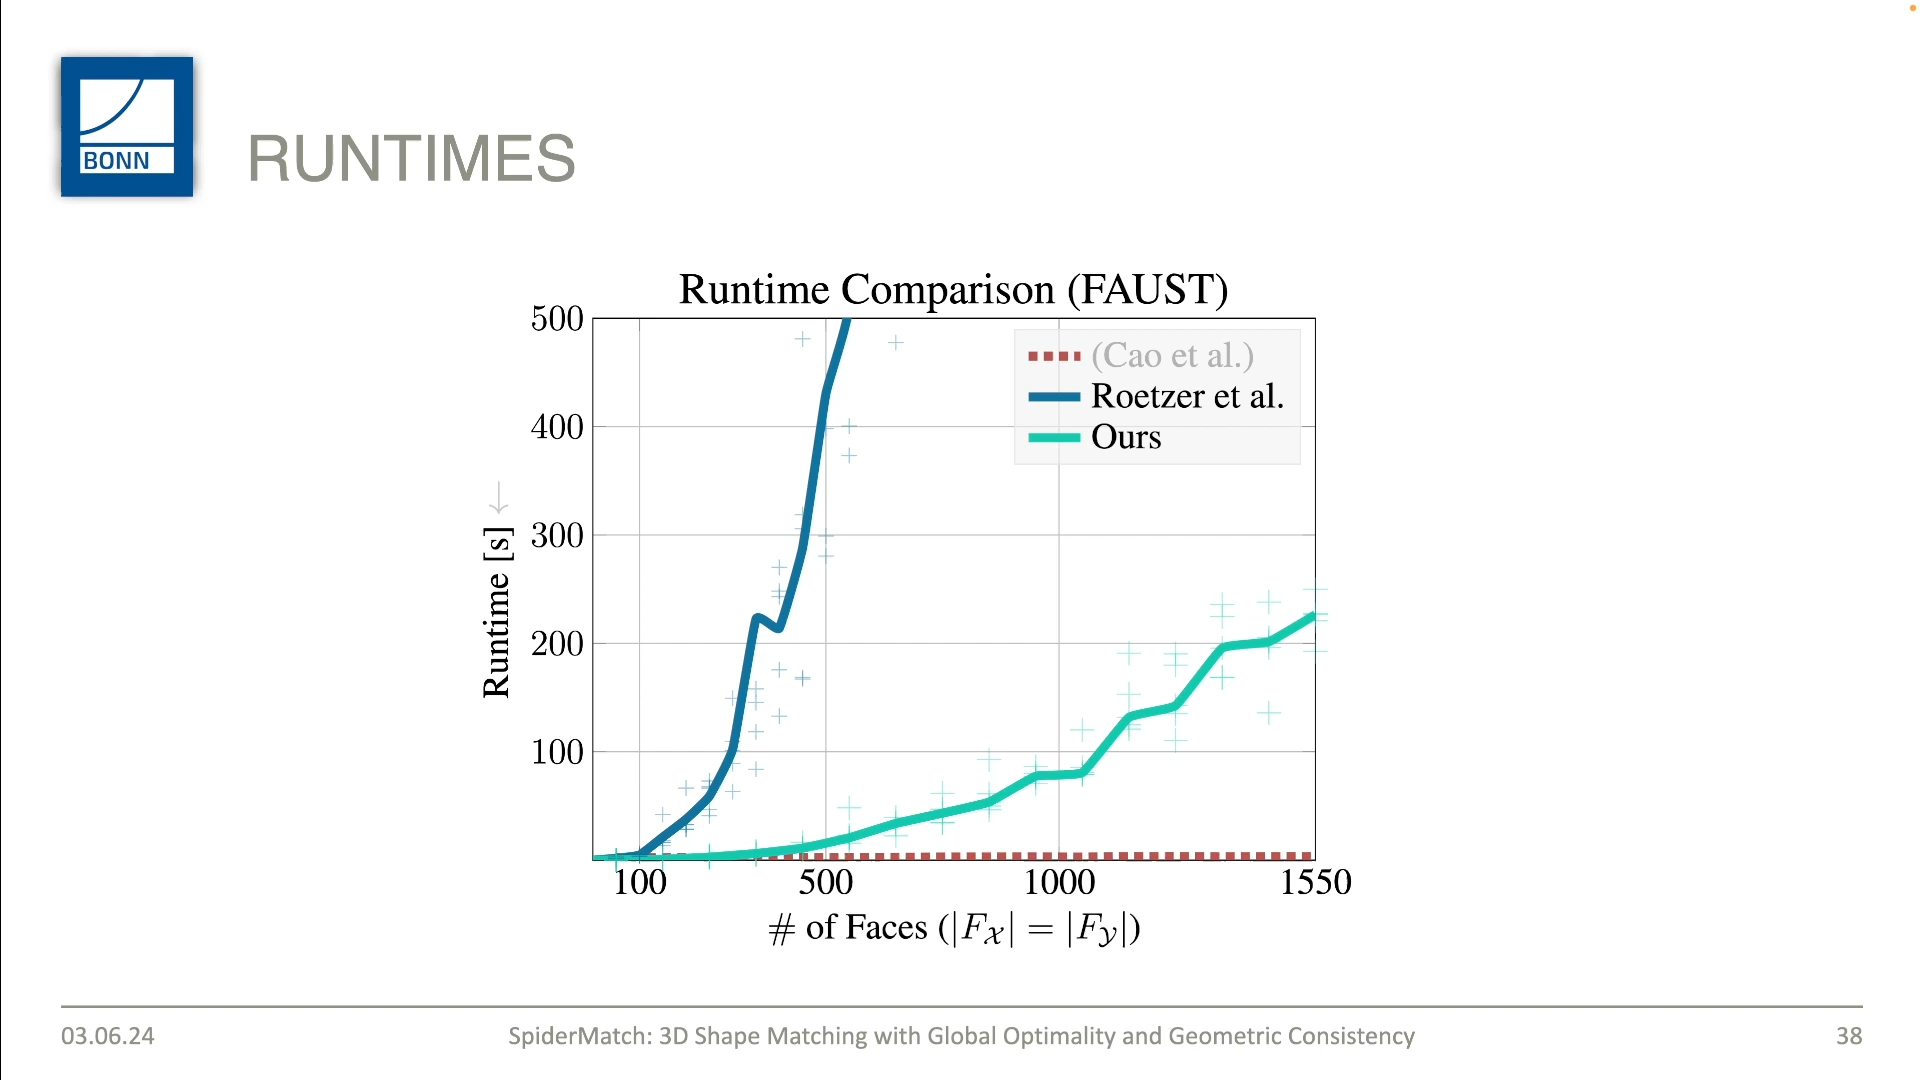 BONN
RUNTIMES
Runtime Comparison (FAUST)
500
400
300
200
100
Runtime [s] ↓
(Cao et al.)
Roetzer et al.
Ours
100 500 1000 1550
# of Faces (|F𝒳| = |F𝒴|)
03.06.24 SpiderMatch: 3D Shape Matching with Global Optimality and Geometric Consistency 38